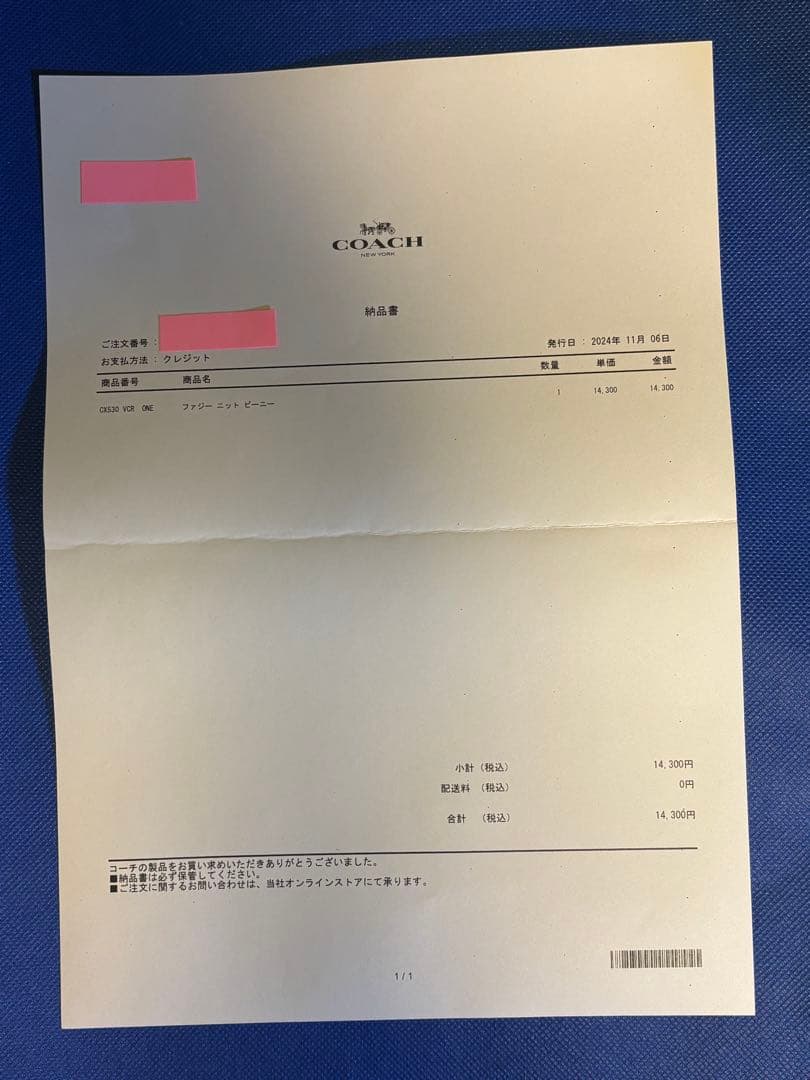 COACH
NEW YORK
納品書
ご注文番号 :
発行日 : 2024年 11月 06日
お支払方法 : クレジット
商品番号 商品名 数量 単価 金額
CX530 VCR ONE ファジー ニット ビーニー 1 14,300 14,300
小計 (税込) 14,300円
配送料 (税込) 0円
合計 (税込) 14,300円
コーチの製品をお買い求めいただきありがとうございました。
■納品書は必ず保管してください。
■ご注文に関するお問い合わせは、当社オンラインストアにて承ります。
1/1